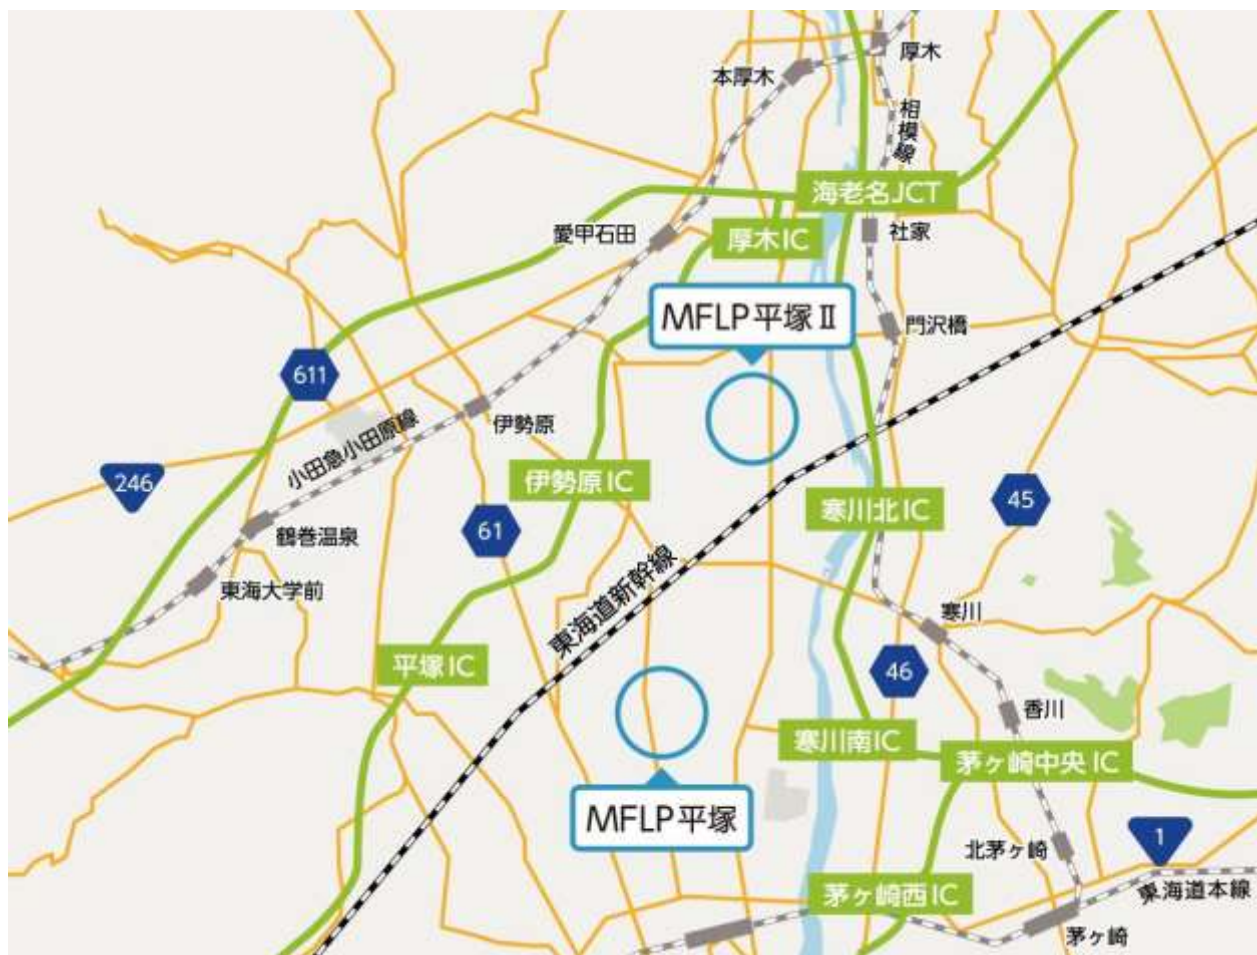 厚木
本厚木
相模線
海老名JCT
愛甲石田
厚木IC
社家
MFLP平塚Ⅱ
門沢橋
611
小田急小田原線
伊勢原
246
伊勢原IC
寒川北IC
45
61
鶴巻温泉
東海大学前
東海道新幹線
寒川
平塚IC
46
香川
寒川南IC
茅ヶ崎中央IC
MFLP平塚
北茅ヶ崎
1
茅ヶ崎西IC
東海道本線
茅ヶ崎